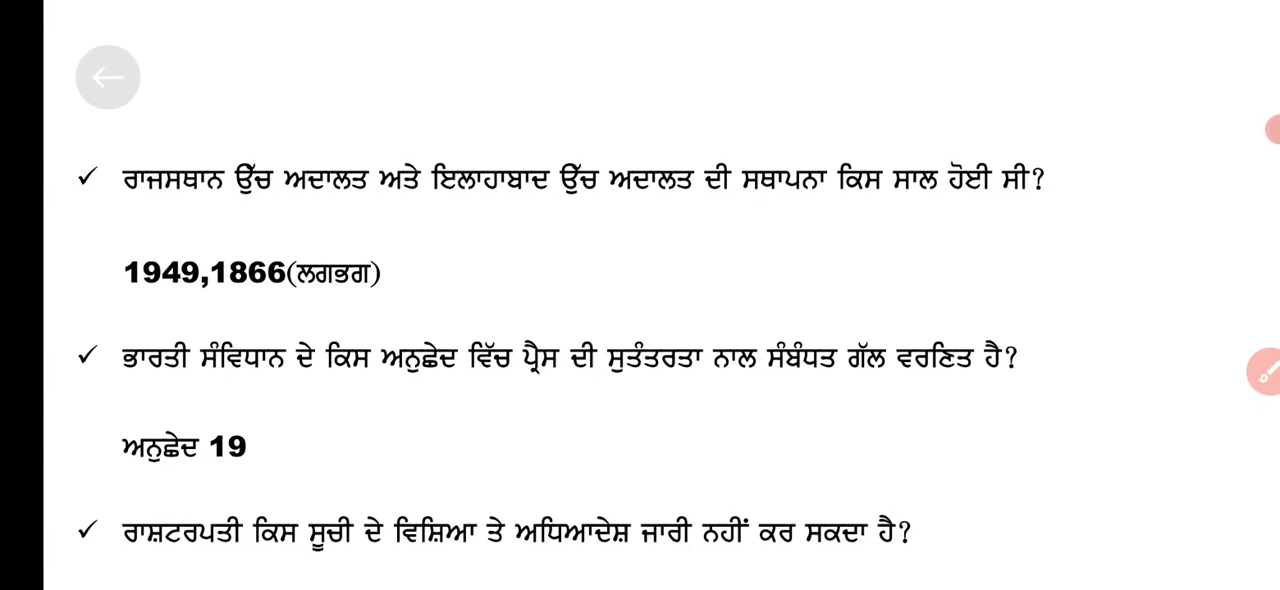 ✓ ਰਾਜਸਥਾਨ ਉੱਚ ਅਦਾਲਤ ਅਤੇ ਇਲਾਹਾਬਾਦ ਉੱਚ ਅਦਾਲਤ ਦੀ ਸਥਾਪਨਾ ਕਿਸ ਸਾਲ ਹੋਈ ਸੀ?
1949,1866(ਲਗਭਗ)
✓ ਭਾਰਤੀ ਸੰਵਿਧਾਨ ਦੇ ਕਿਸ ਅਨੁਛੇਦ ਵਿੱਚ ਪ੍ਰੈਸ ਦੀ ਸੁਤੰਤਰਤਾ ਨਾਲ ਸੰਬੰਧਤ ਗੱਲ ਵਰਣਿਤ ਹੈ?
ਅਨੁਛੇਦ 19
✓ ਰਾਸ਼ਟਰਪਤੀ ਕਿਸ ਸੂਚੀ ਦੇ ਵਿਸ਼ਿਆ ਤੇ ਅਧਿਆਦੇਸ਼ ਜਾਰੀ ਨਹੀਂ ਕਰ ਸਕਦਾ ਹੈ?